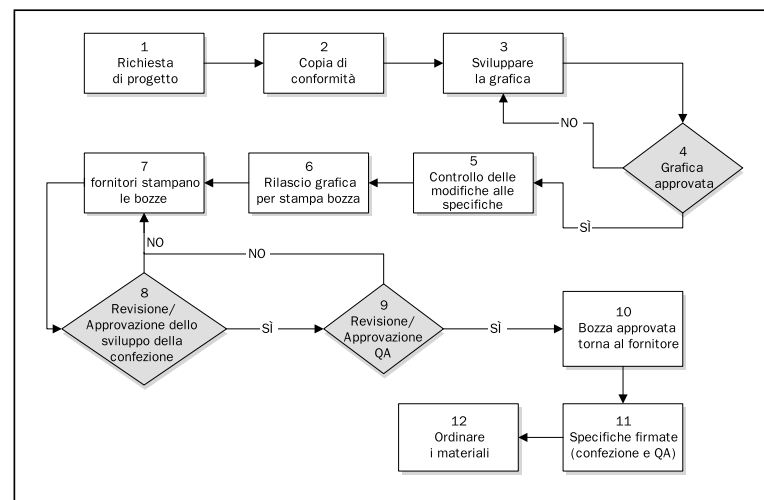 1
Richiesta
di progetto
2
Copia di
conformità
3
Sviluppare
la grafica
NO
4
Grafica
approvata
SÌ
5
Controllo delle
modifiche alle
specifiche
6
Rilascio grafica
per stampa bozza
7
fornitori stampano
le bozze
NO
NO
8
Revisione/
Approvazione dello
sviluppo della
confezione
SÌ
9
Revisione/
Approvazione
QA
SÌ
10
Bozza approvata
torna al fornitore
11
Specifiche firmate
(confezione e QA)
12
Ordinare
i materiali